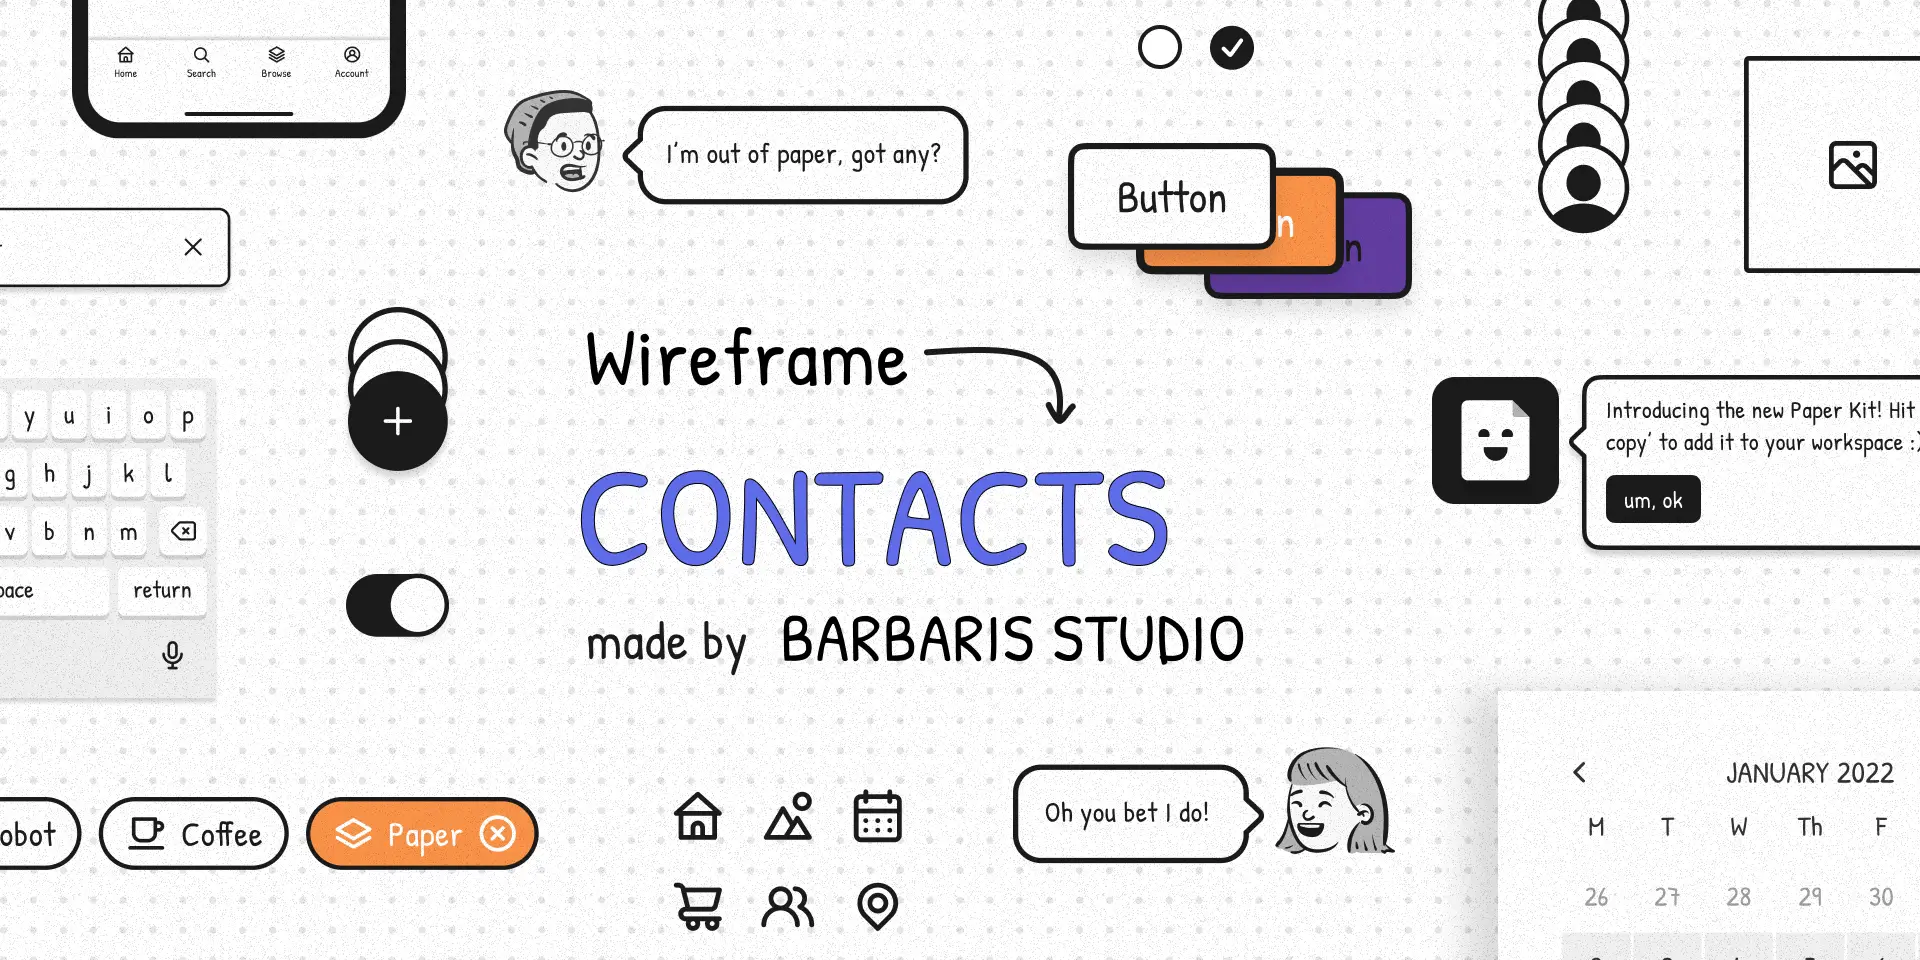 Home Search Browse Account
I'm out of paper, got any?
Button
n
n
Wireframe
CONTACTS
made by BARBARIS STUDIO
Introducing the new Paper Kit! Hit
copy' to add it to your workspace :)
um, ok
y u i o p
g h j k l
v b n m
pace return
obot Coffee Paper
Oh you bet I do!
JANUARY 2022
M T W Th F
26 27 28 29 30